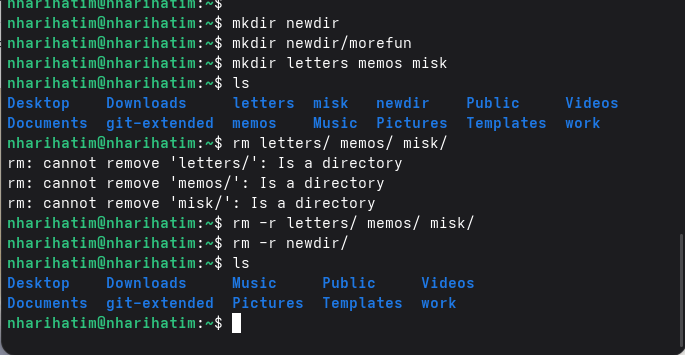 nharihatim@nharihatim:~$
nharihatim@nharihatim:~$ mkdir newdir
nharihatim@nharihatim:~$ mkdir newdir/morefun
nharihatim@nharihatim:~$ mkdir letters memos misk
nharihatim@nharihatim:~$ ls
Desktop    Downloads     letters  misk   newdir    Public     Videos
Documents  git-extended  memos    Music  Pictures  Templates  work
nharihatim@nharihatim:~$ rm letters/ memos/ misk/
rm: cannot remove 'letters/': Is a directory
rm: cannot remove 'memos/': Is a directory
rm: cannot remove 'misk/': Is a directory
nharihatim@nharihatim:~$ rm -r letters/ memos/ misk/
nharihatim@nharihatim:~$ rm -r newdir/
nharihatim@nharihatim:~$ ls
Desktop    Downloads     Music     Public     Videos
Documents  git-extended  Pictures  Templates  work
nharihatim@nharihatim:~$